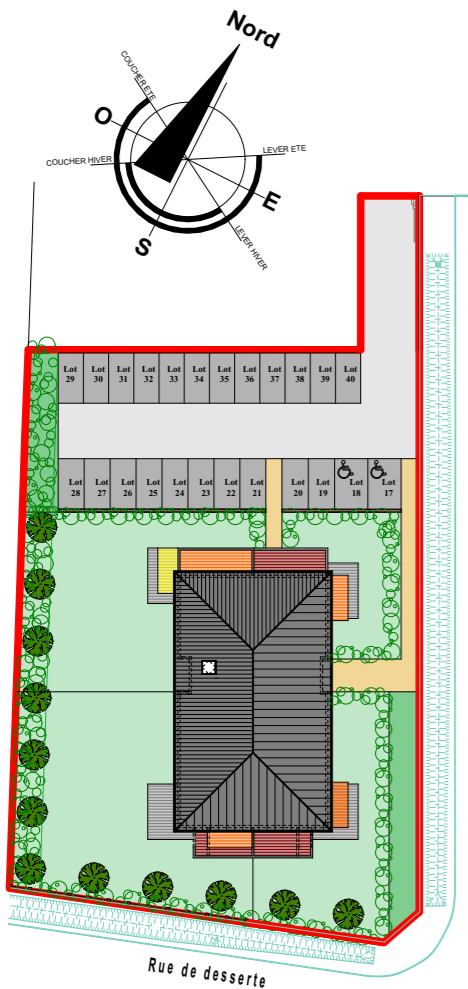 Nord
COUCHER ETE
O
COUCHER HIVER
LEVER ETE
E
LEVER HIVER
S
Lot 29
Lot 30
Lot 31
Lot 32
Lot 33
Lot 34
Lot 35
Lot 36
Lot 37
Lot 38
Lot 39
Lot 40
Lot 28
Lot 27
Lot 26
Lot 25
Lot 24
Lot 23
Lot 22
Lot 21
Lot 20
Lot 19
Lot 18
Lot 17
Rue de desserte